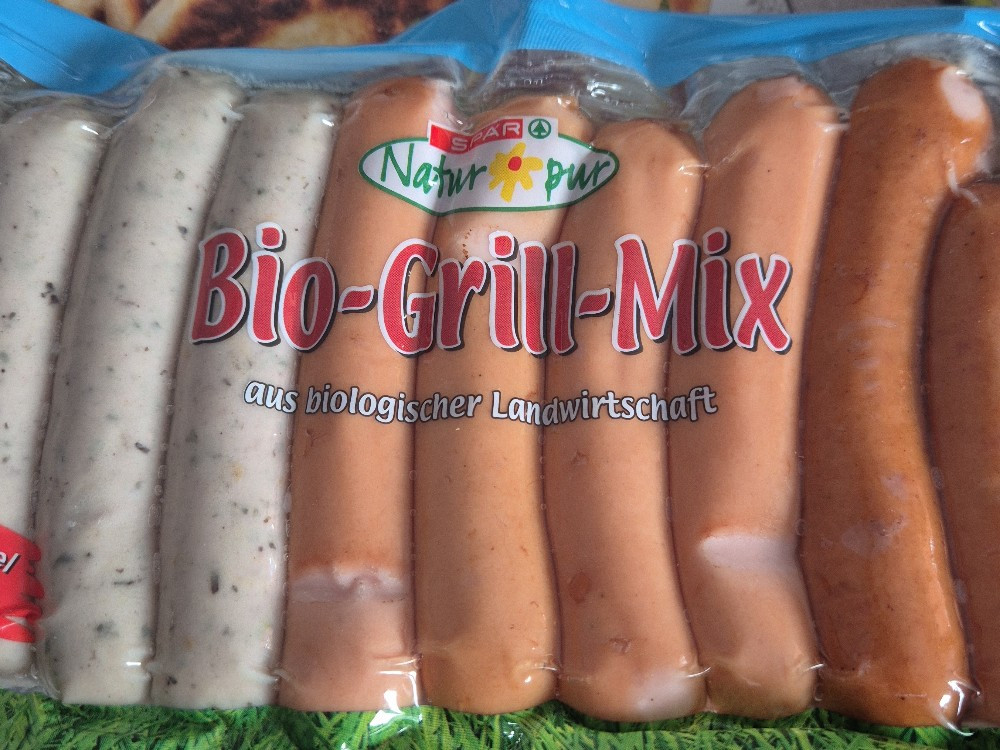 SPAR
Natur pur
Bio-Grill-Mix
aus biologischer Landwirtschaft